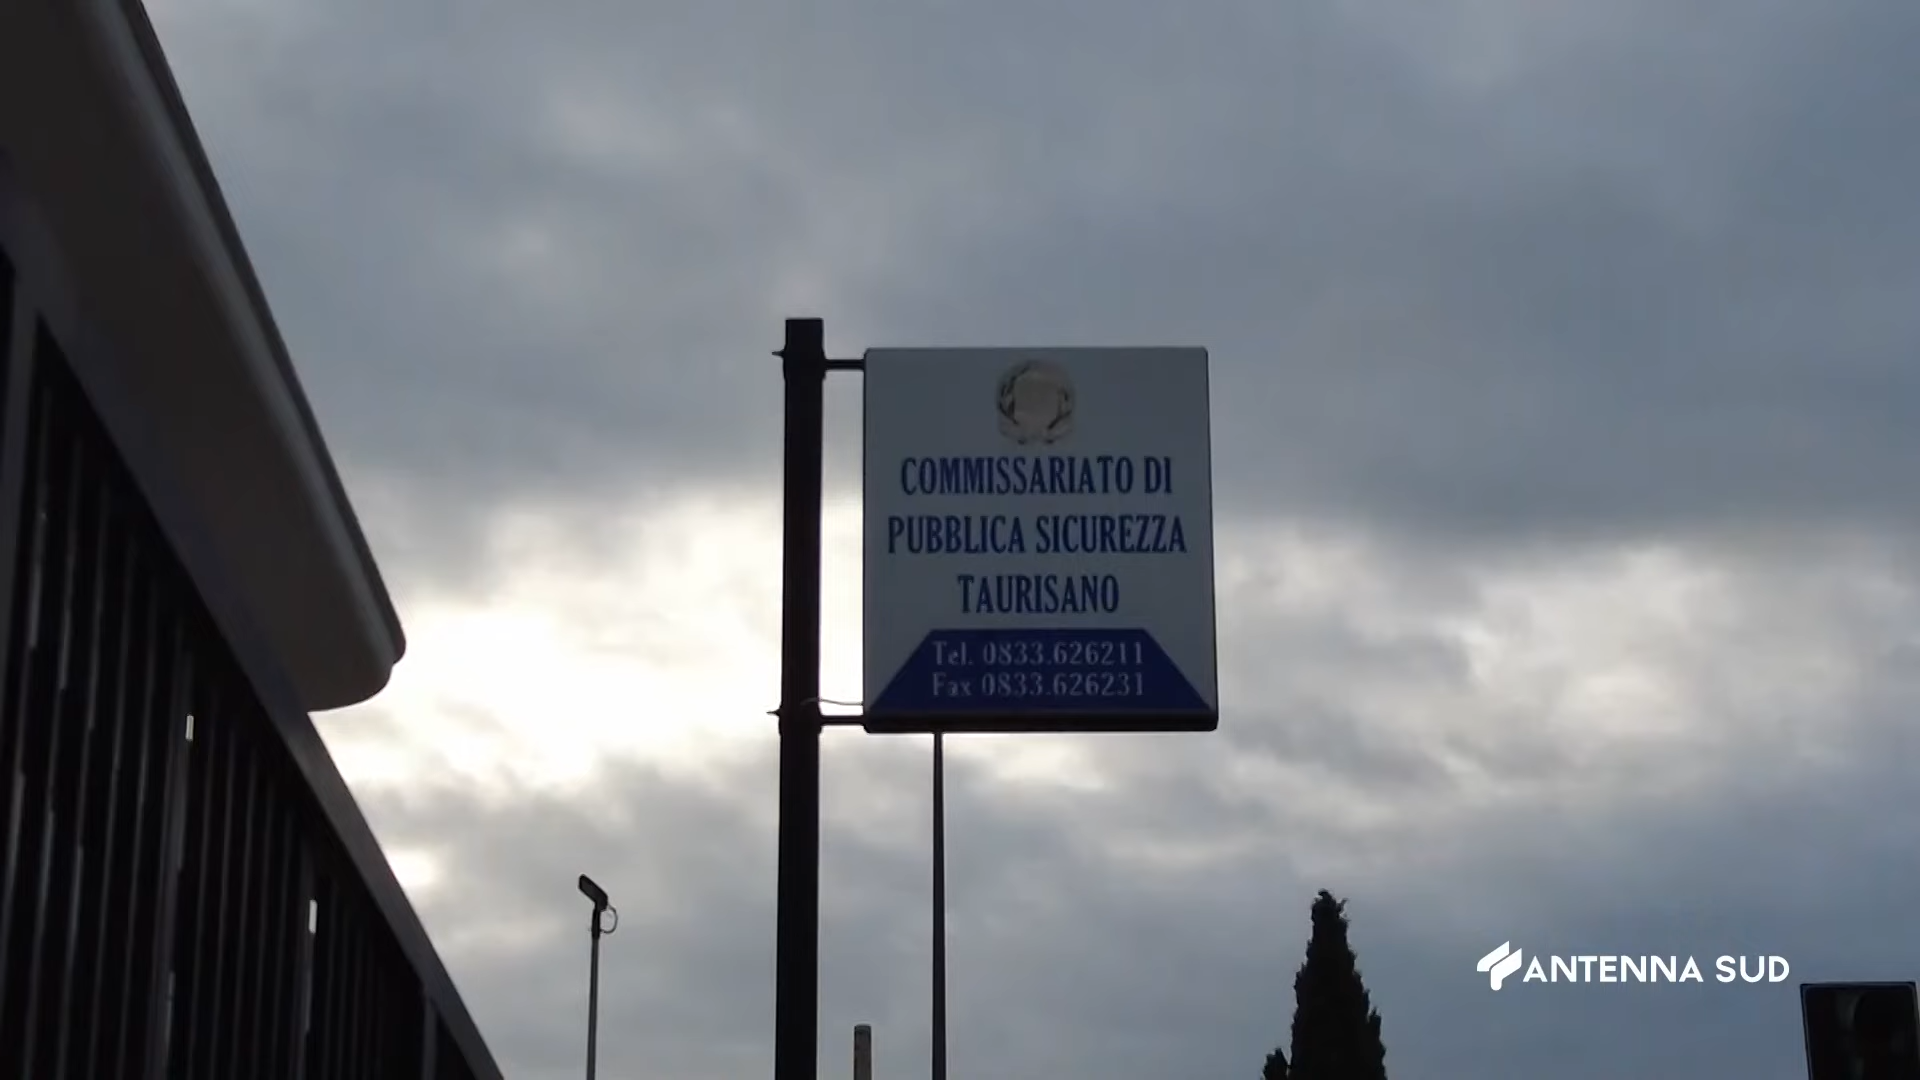 COMMISSARIATO DI
PUBBLICA SICUREZZA
TAURISANO
Tel. 0833.626211
Fax 0833.626231
ANTENNA SUD